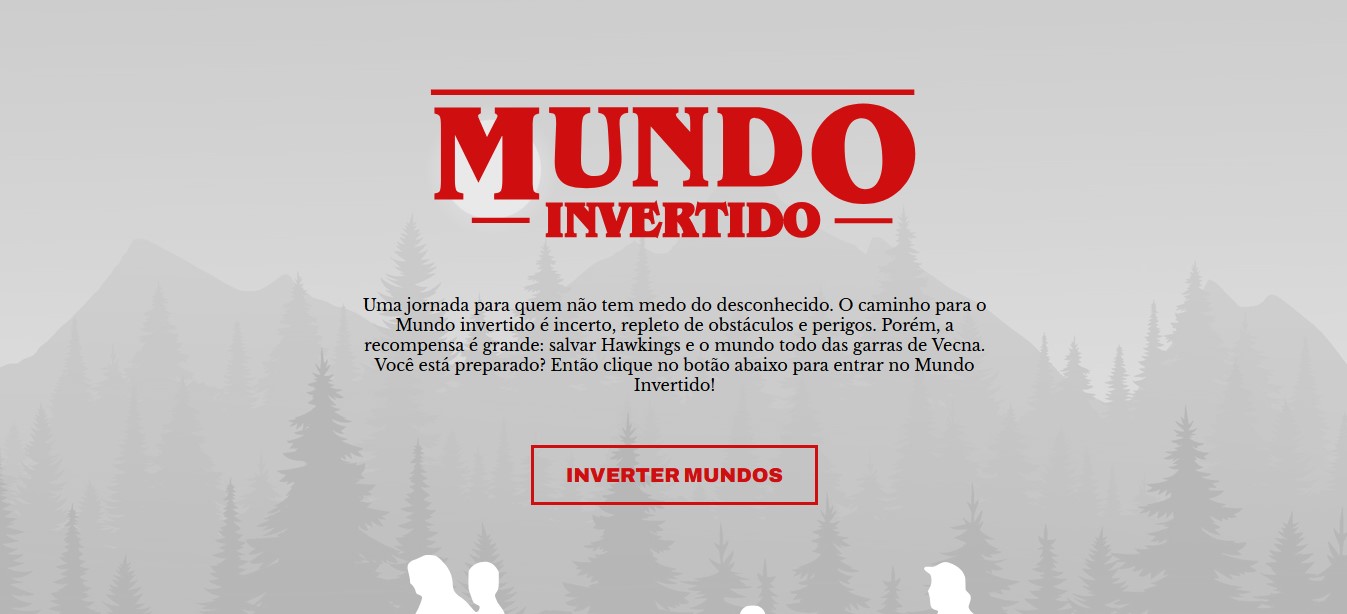 MUNDO
INVERTIDO
Uma jornada para quem não tem medo do desconhecido. O caminho para o
Mundo invertido é incerto, repleto de obstáculos e perigos. Porém, a
recompensa é grande: salvar Hawkings e o mundo todo das garras de Vecna.
Você está preparado? Então clique no botão abaixo para entrar no Mundo
Invertido!
INVERTER MUNDOS